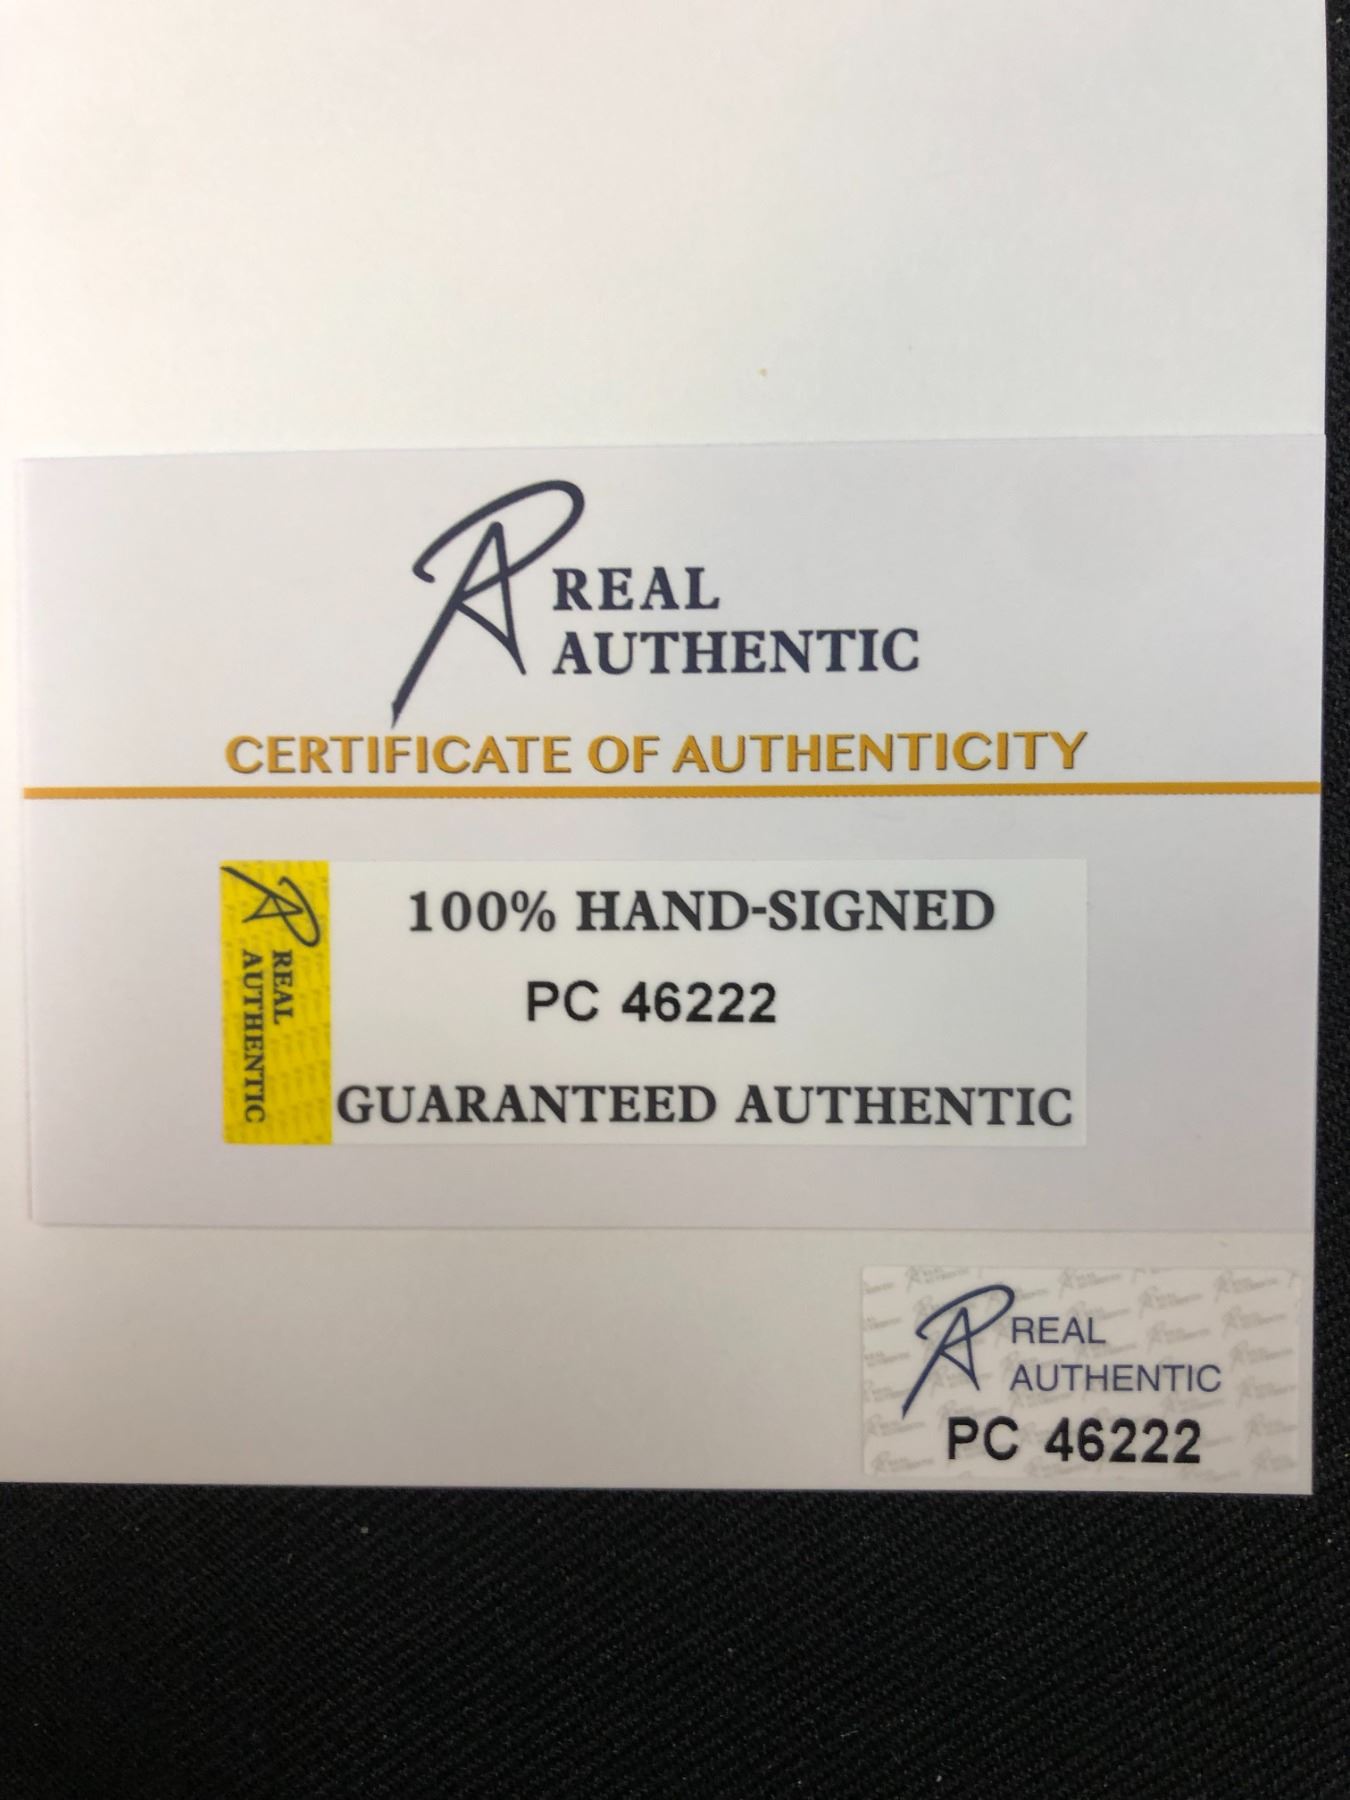 REAL
AUTHENTIC
CERTIFICATE OF AUTHENTICITY
REAL
AUTHENTIC
100% HAND-SIGNED
PC 46222
GUARANTEED AUTHENTIC
REAL
AUTHENTIC
PC 46222